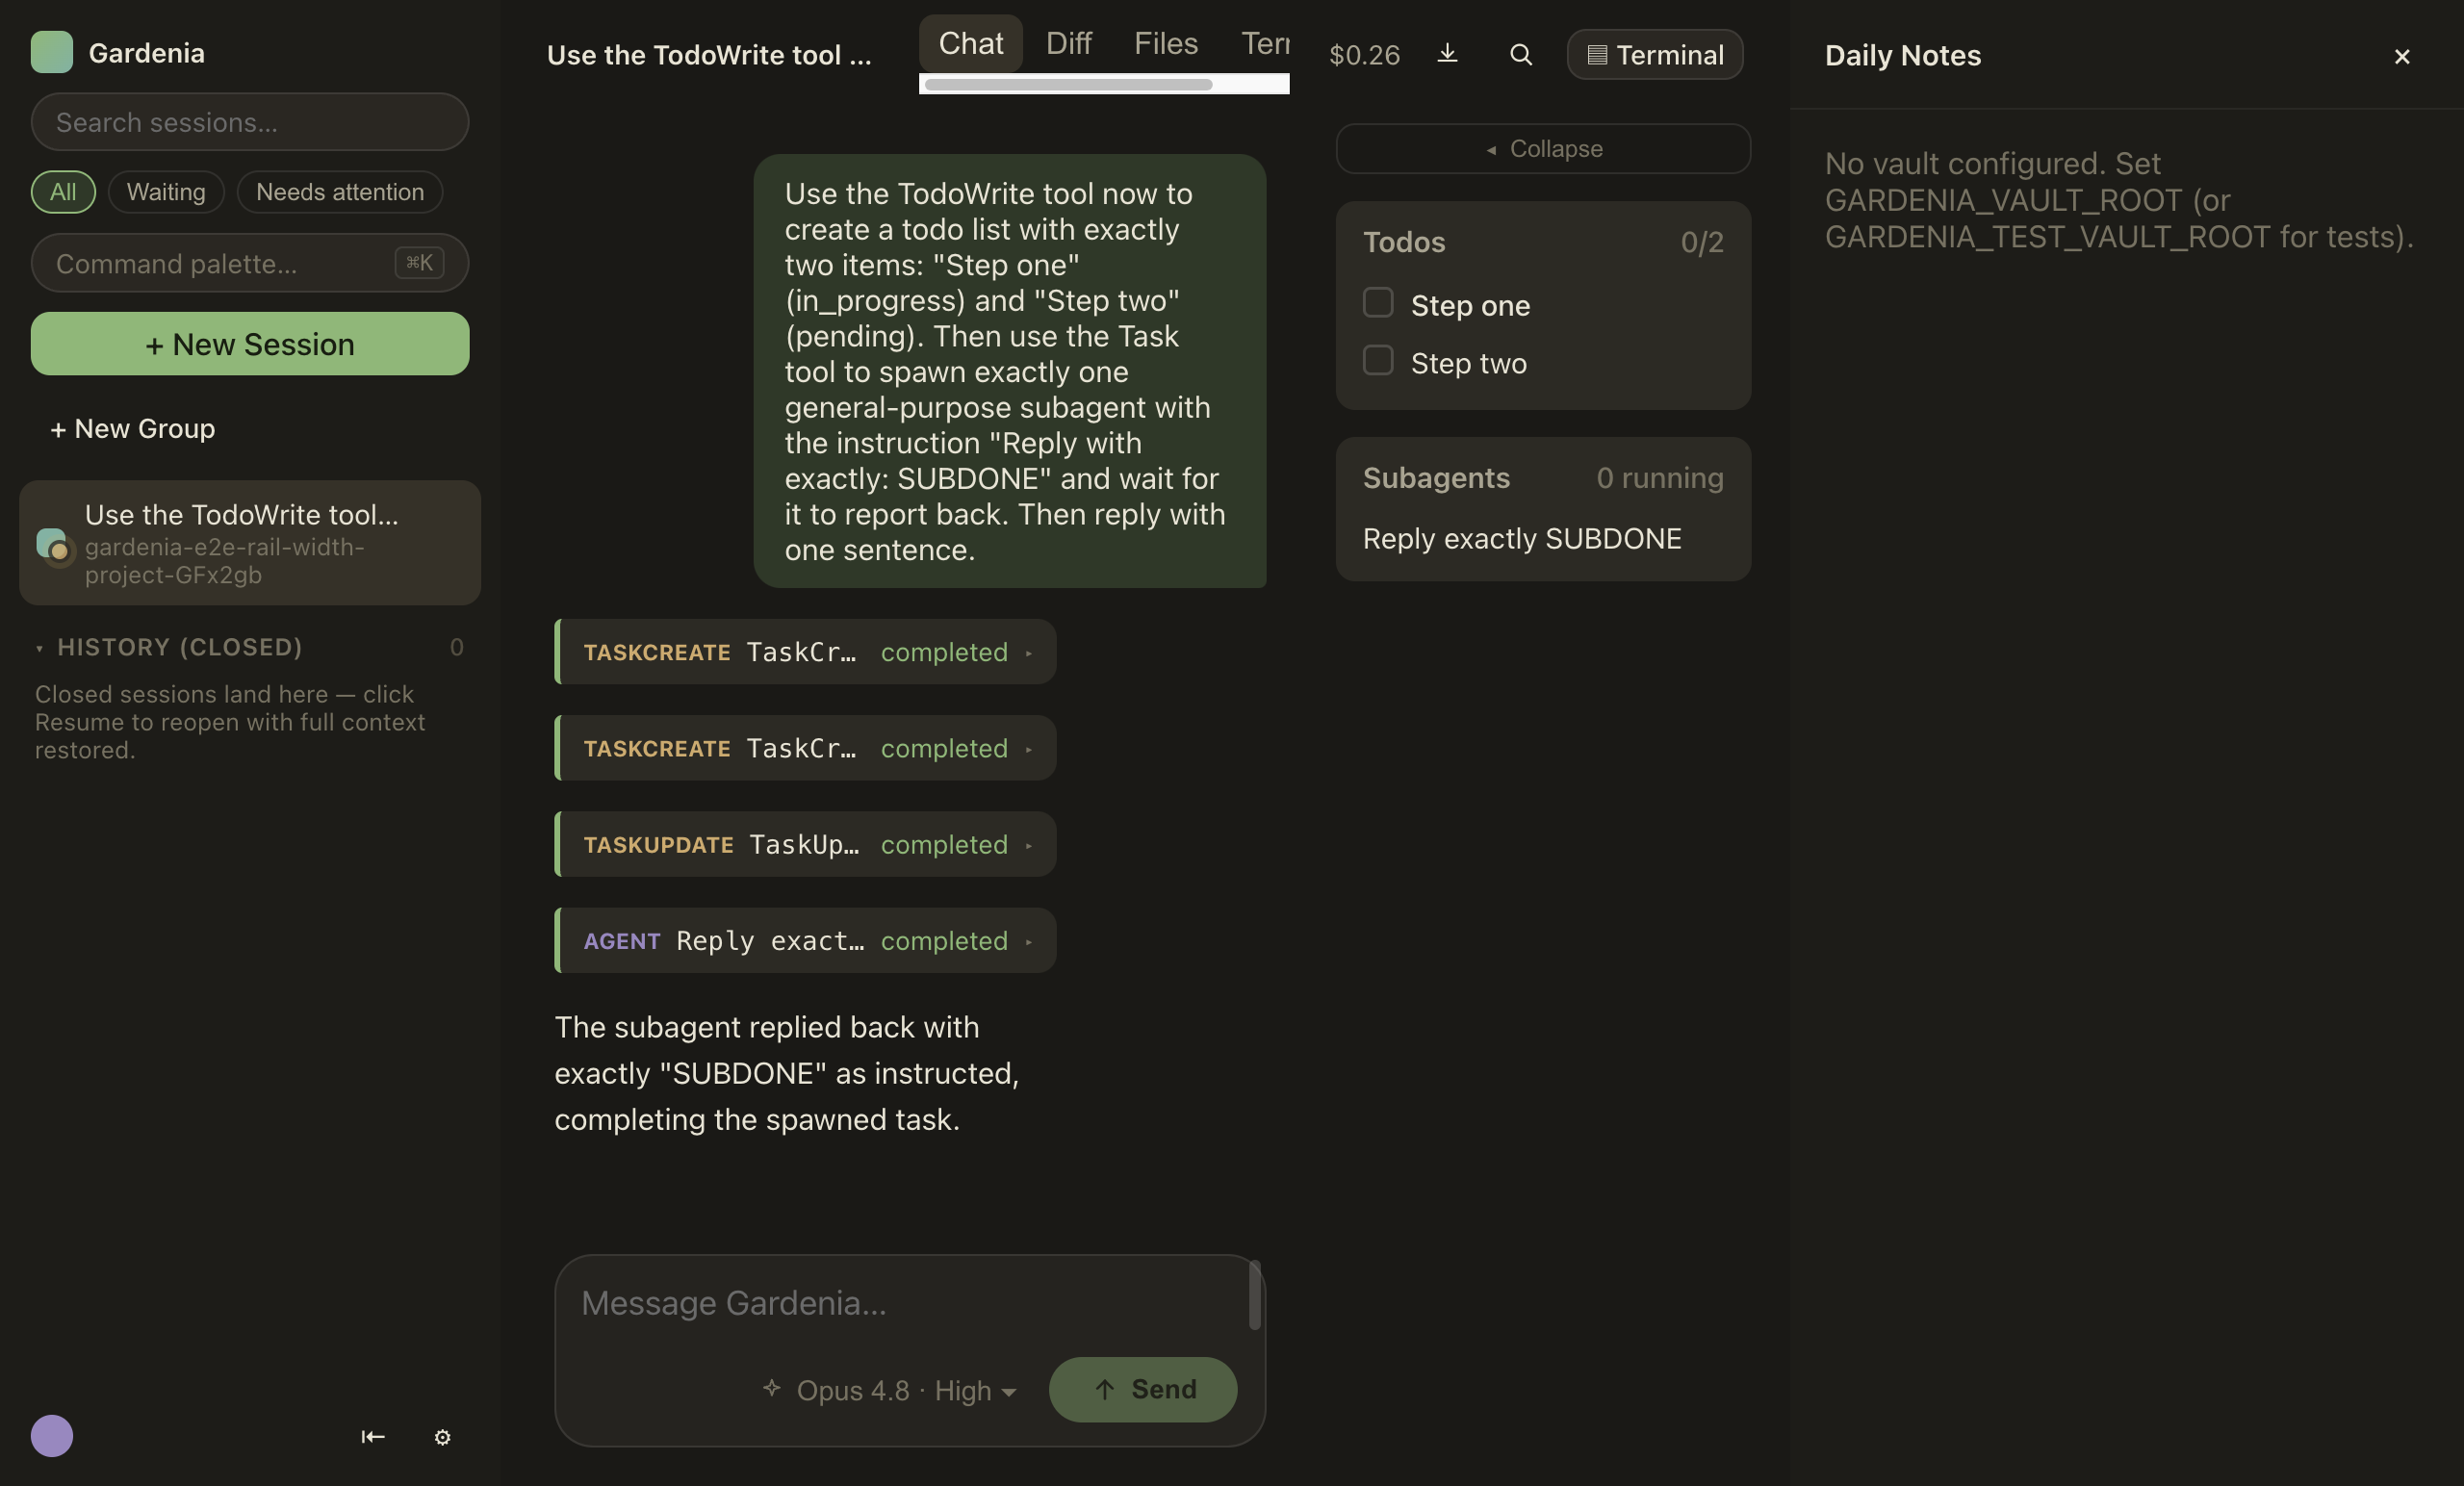 Gardenia
Search sessions...
All
Waiting
Needs attention
Command palette...
⌘K
+ New Session
+ New Group
Use the TodoWrite tool...
gardenia-e2e-rail-width-
project-GFx2gb
▾ HISTORY (CLOSED) 0
Closed sessions land here — click
Resume to reopen with full context
restored.
Use the TodoWrite tool ...
Chat
Diff
Files
$0.26
Terminal
Use the TodoWrite tool now to
create a todo list with exactly
two items: "Step one"
(in_progress) and "Step two"
(pending). Then use the Task
tool to spawn exactly one
general-purpose subagent with
the instruction "Reply with
exactly: SUBDONE" and wait for
it to report back. Then reply with
one sentence.
TASKCREATE TaskCr… completed ▸
TASKCREATE TaskCr… completed ▸
TASKUPDATE TaskUp… completed ▸
AGENT Reply exact… completed ▸
The subagent replied back with
exactly "SUBDONE" as instructed,
completing the spawned task.
Message Gardenia...
Opus 4.8 · High
↑ Send
◂ Collapse
Todos 0/2
Step one
Step two
Subagents 0 running
Reply exactly SUBDONE
Daily Notes
×
No vault configured. Set
GARDENIA_VAULT_ROOT (or
GARDENIA_TEST_VAULT_ROOT for tests).